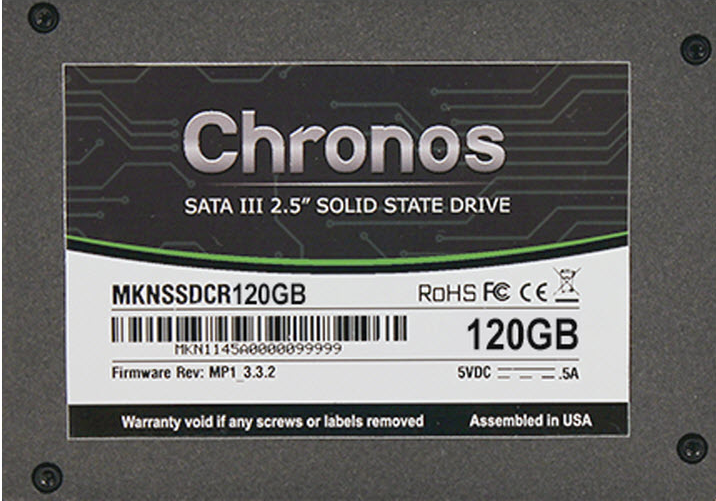 Chronos
SATA III 2.5" SOLID STATE DRIVE
MKNSSDCR120GB
RoHS FC CE
120GB
MKN1145A0000099999
Firmware Rev: MP1_3.3.2
5VDC .5A
Warranty void if any screws or labels removed
Assembled in USA